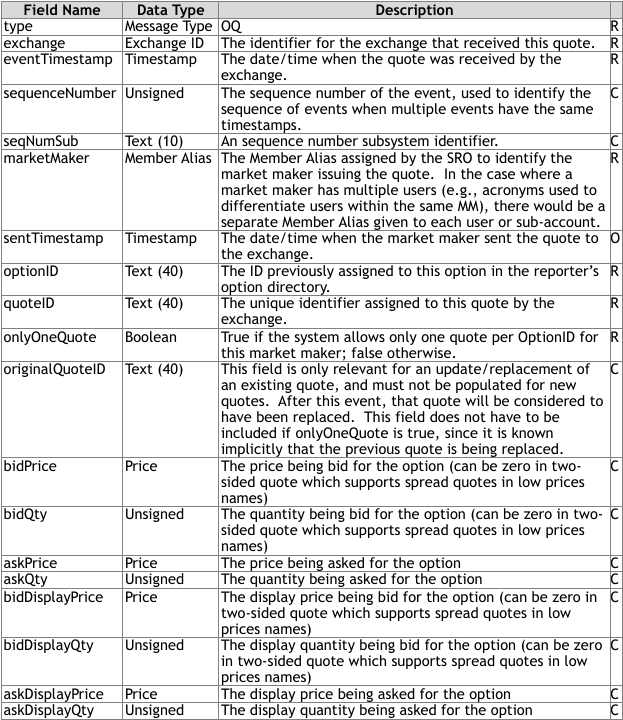 Field Name Data Type Description
type Message Type OQ R
exchange Exchange ID The identifier for the exchange that received this quote. R
eventTimestamp Timestamp The date/time when the quote was received by the R
exchange.
sequenceNumber Unsigned The sequence number of the event, used to identify the C
sequence of events when multiple events have the same
timestamps.
seqNumSub Text (10) An sequence number subsystem identifier. C
marketMaker Member Alias The Member Alias assigned by the SRO to identify the R
market maker issuing the quote. In the case where a
market maker has multiple users (e.g., acronyms used to
differentiate users within the same MM), there would be a
separate Member Alias given to each user or sub-account.
sentTimestamp Timestamp The date/time when the market maker sent the quote to O
the exchange.
optionID Text (40) The ID previously assigned to this option in the reporter's R
option directory.
quoteID Text (40) The unique identifier assigned to this quote by the R
exchange.
onlyOneQuote Boolean True if the system allows only one quote per OptionID for R
this market maker; false otherwise.
originalQuoteID Text (40) This field is only relevant for an update/replacement of C
an existing quote, and must not be populated for new
quotes. After this event, that quote will be considered to
have been replaced. This field does not have to be
included if onlyOneQuote is true, since it is known
implicitly that the previous quote is being replaced.
bidPrice Price The price being bid for the option (can be zero in two- C
sided quote which supports spread quotes in low prices
names)
bidQty Unsigned The quantity being bid for the option (can be zero in two- C
sided quote which supports spread quotes in low prices
names)
askPrice Price The price being asked for the option C
askQty Unsigned The quantity being asked for the option C
bidDisplayPrice Price The display price being bid for the option (can be zero in C
two-sided quote which supports spread quotes in low
prices names)
bidDisplayQty Unsigned The display quantity being bid for the option (can be zero C
in two-sided quote which supports spread quotes in low
prices names)
askDisplayPrice Price The display price being asked for the option C
askDisplayQty Unsigned The display quantity being asked for the option C